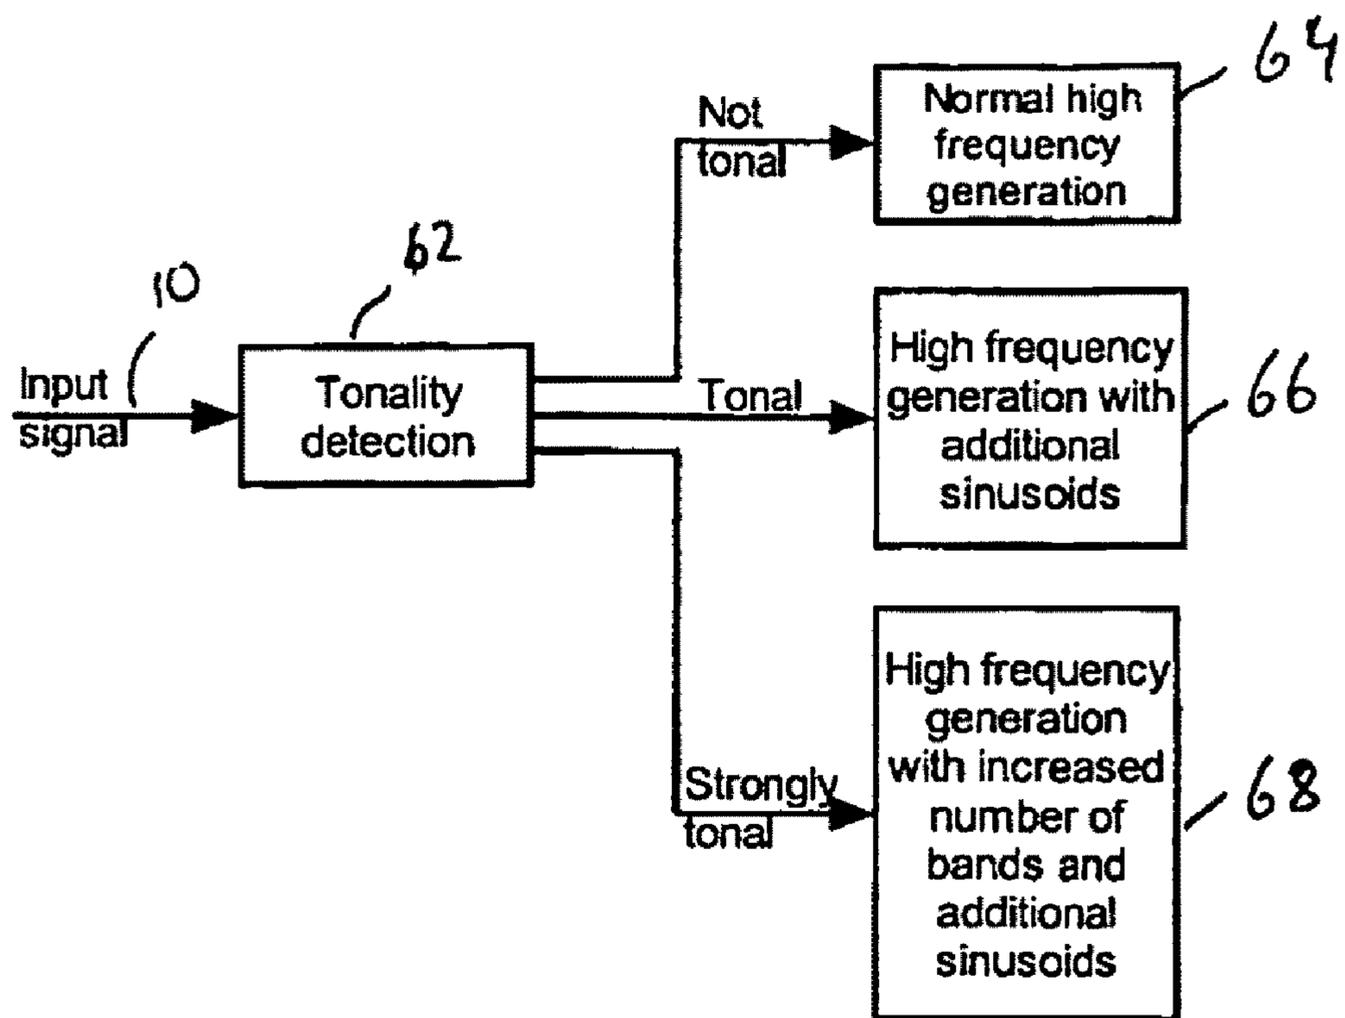 64
Not
tonal
Normal high
frequency
generation
62
10
Input
signal
Tonality
detection
Tonal
High frequency
generation with
additional
sinusoids
66
Strongly
tonal
High frequency
generation
with increased
number of
bands and
additional
sinusoids
68